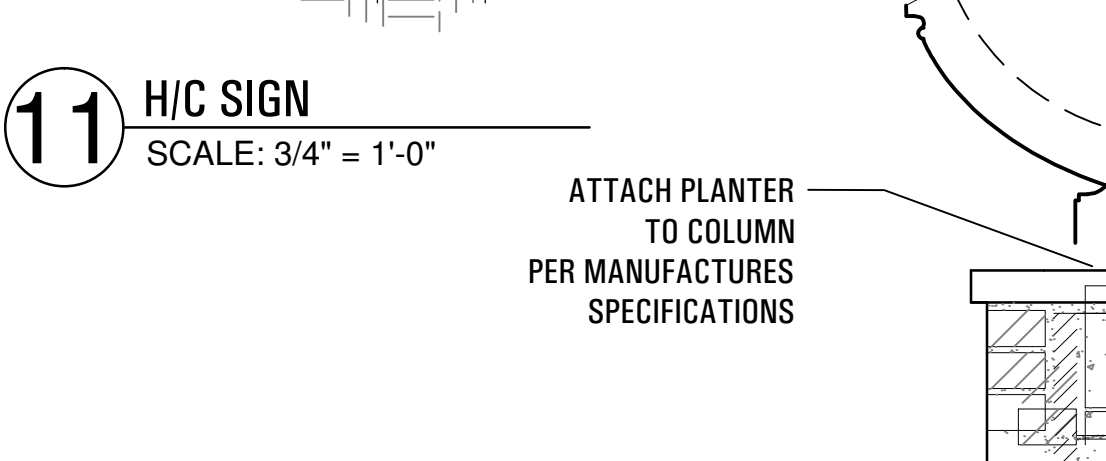 11
H/C SIGN
SCALE: 3/4" = 1'-0"
ATTACH PLANTER
TO COLUMN
PER MANUFACTURES
SPECIFICATIONS